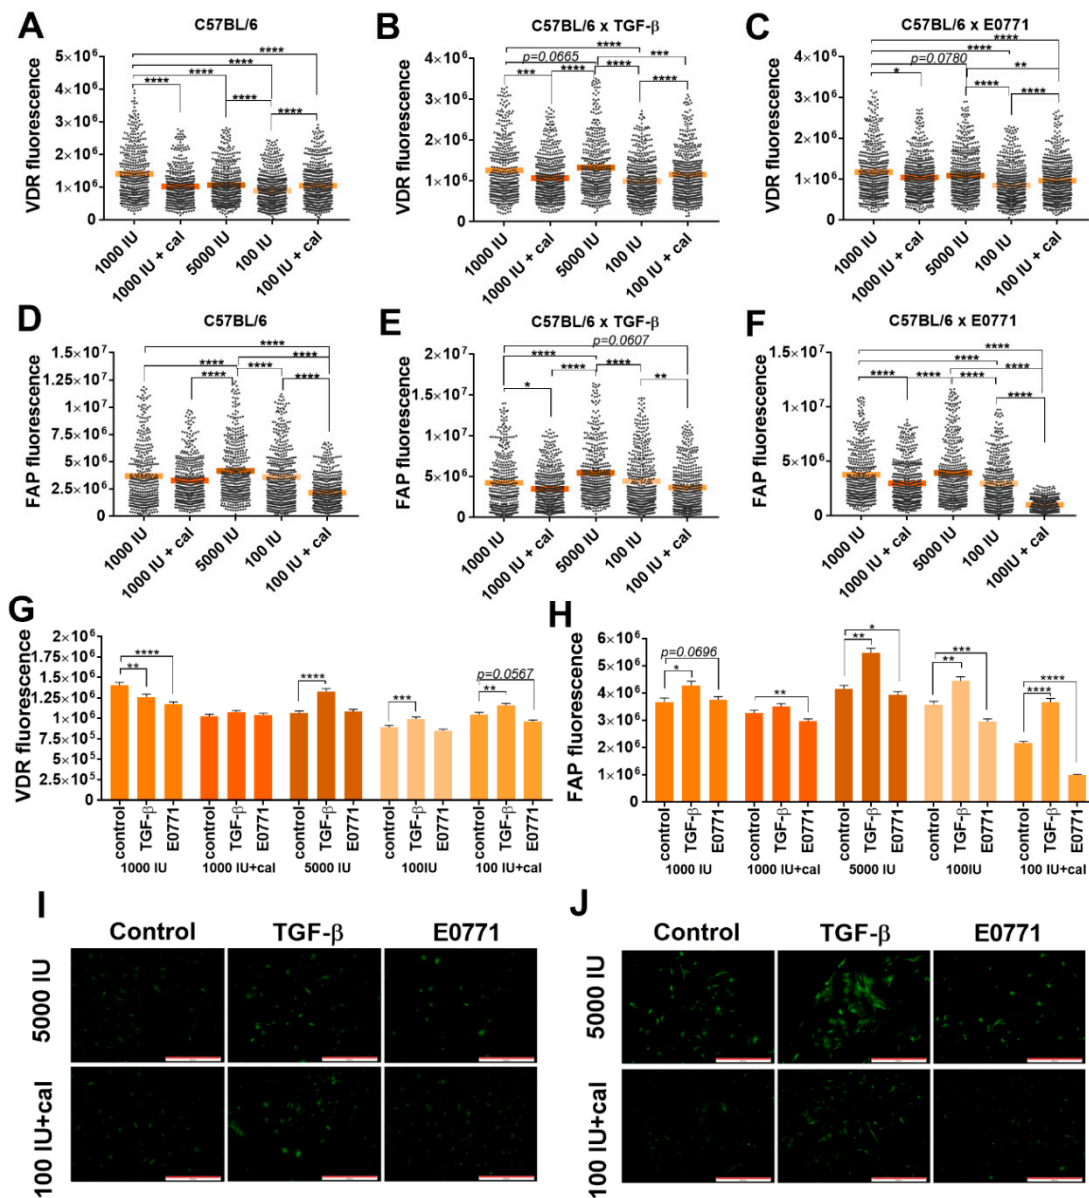 A
C57BL/6
VDR fluorescence
5×10⁶
4×10⁶
3×10⁶
2×10⁶
1×10⁶
0
****
****
****
****
****
****
1000 IU
1000 IU + cal
5000 IU
100 IU
100 IU + cal
B
C57BL/6 x TGF-β
VDR fluorescence
4×10⁶
3×10⁶
2×10⁶
1×10⁶
0
****
p=0.0665
***
***
****
****
****
1000 IU
1000 IU + cal
5000 IU
100 IU
100 IU + cal
C
C57BL/6 x E0771
VDR fluorescence
4×10⁶
3×10⁶
2×10⁶
1×10⁶
0
****
****
p=0.0780
**
*
****
****
1000 IU
1000 IU + cal
5000 IU
100 IU
100 IU + cal
D
C57BL/6
FAP fluorescence
1.5×10⁷
1.25×10⁷
1×10⁷
7.5×10⁶
5×10⁶
2.5×10⁶
0
****
****
****
****
****
****
1000 IU
1000 IU + cal
5000 IU
100 IU
100 IU + cal
E
C57BL/6 x TGF-β
FAP fluorescence
2×10⁷
1.5×10⁷
1×10⁷
5×10⁶
0
p=0.0607
****
****
****
*
**
1000 IU
1000 IU + cal
5000 IU
100 IU
100 IU + cal
F
C57BL/6 x E0771
FAP fluorescence
1.5×10⁷
1×10⁷
5×10⁶
0
****
****
****
****
****
****
****
1000 IU
1000 IU + cal
5000 IU
100 IU
100IU + cal
G
VDR fluorescence
2×10⁶
1.75×10⁶
1.5×10⁶
1.25×10⁶
1×10⁶
7.5×10⁵
5×10⁵
2.5×10⁵
0
****
**
****
***
p=0.0567
**
control
TGF-β
E0771
control
TGF-β
E0771
control
TGF-β
E0771
control
TGF-β
E0771
control
TGF-β
E0771
1000 IU
1000 IU+cal
5000 IU
100IU
100 IU+cal
H
FAP fluorescence
6×10⁶
5×10⁶
4×10⁶
3×10⁶
2×10⁶
1×10⁶
0
p=0.0696
*
**
*
**
***
**
****
****
control
TGF-β
E0771
control
TGF-β
E0771
control
TGF-β
E0771
control
TGF-β
E0771
control
TGF-β
E0771
1000 IU
1000 IU+cal
5000 IU
100IU
100 IU+cal
I
Control
TGF-β
E0771
5000 IU
100 IU+cal
J
Control
TGF-β
E0771
5000 IU
100 IU+cal